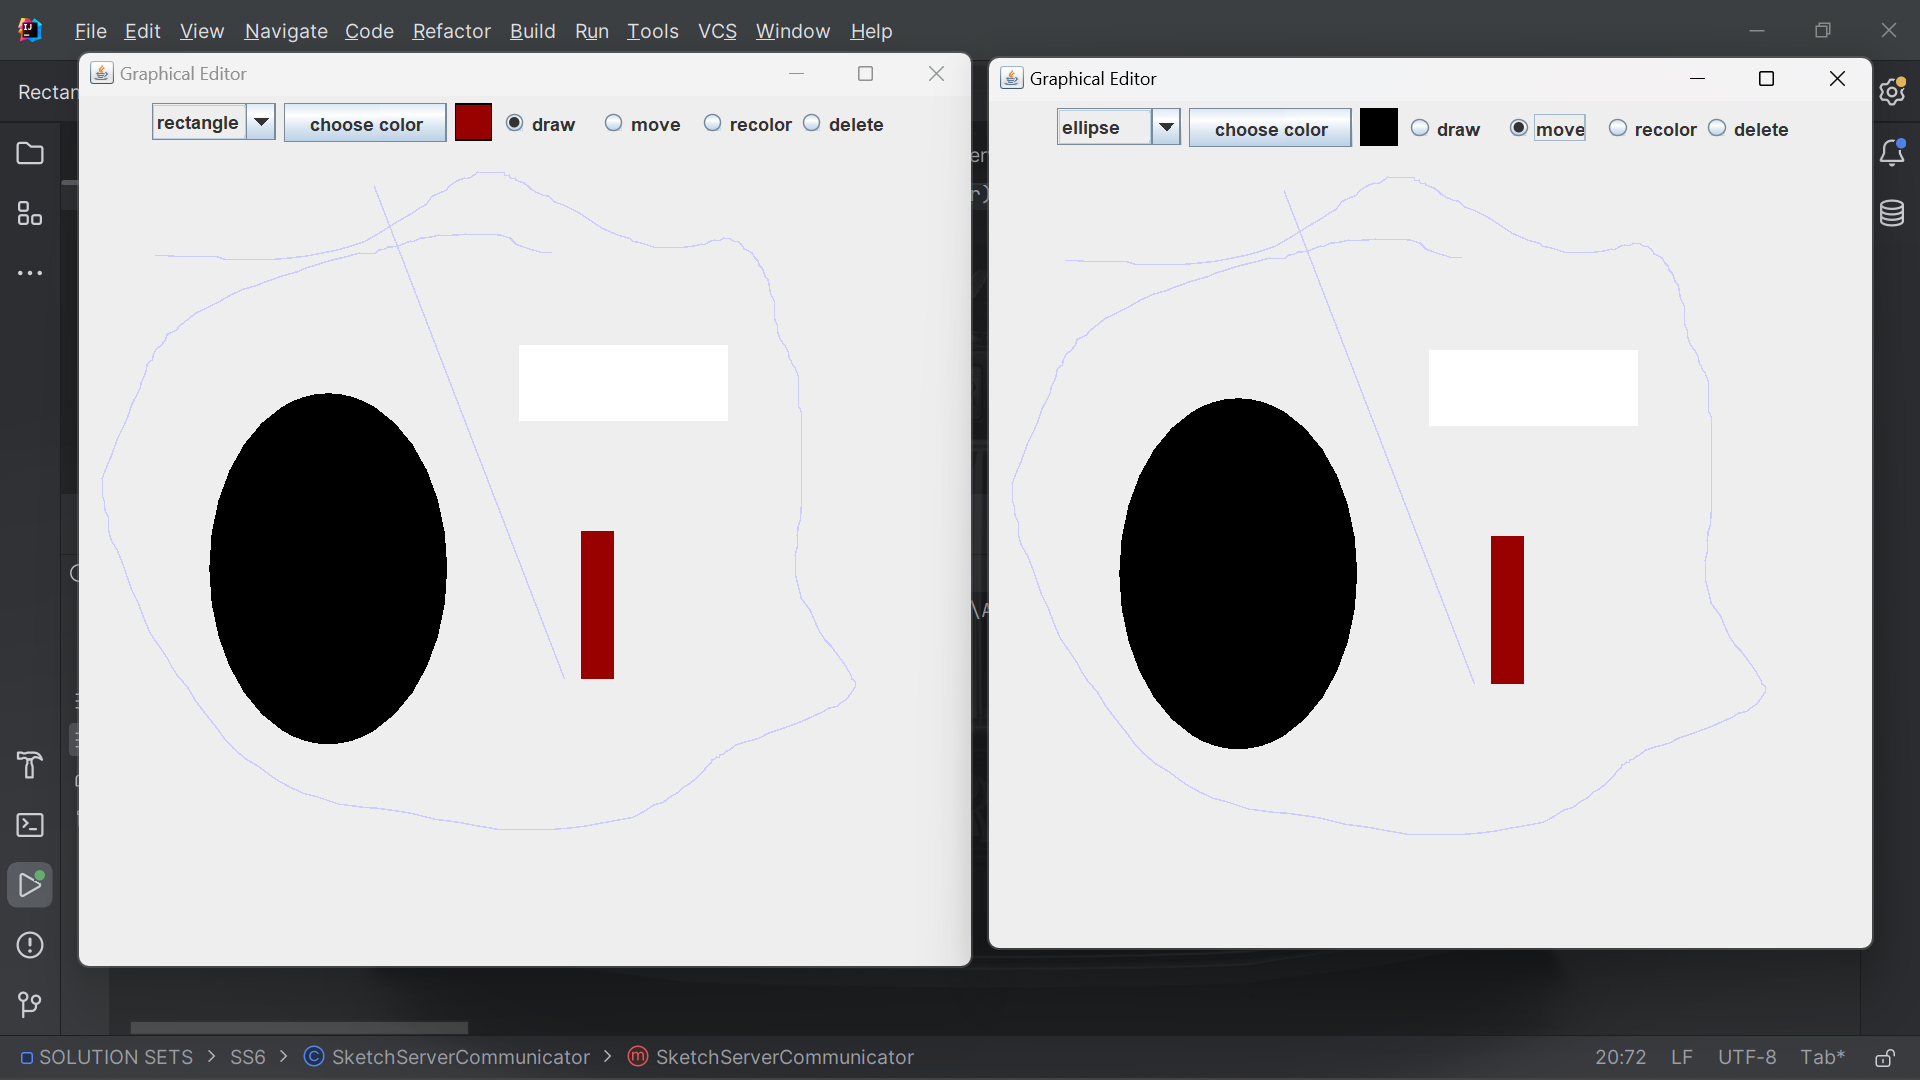 File Edit View Navigate Code Refactor Build Run Tools VCS Window Help
Graphical Editor
Graphical Editor
rectangle choose color draw move recolor delete
ellipse choose color draw move recolor delete
SOLUTION SETS > SS6 > SketchServerCommunicator > SketchServerCommunicator
20:72 LF UTF-8 Tab*